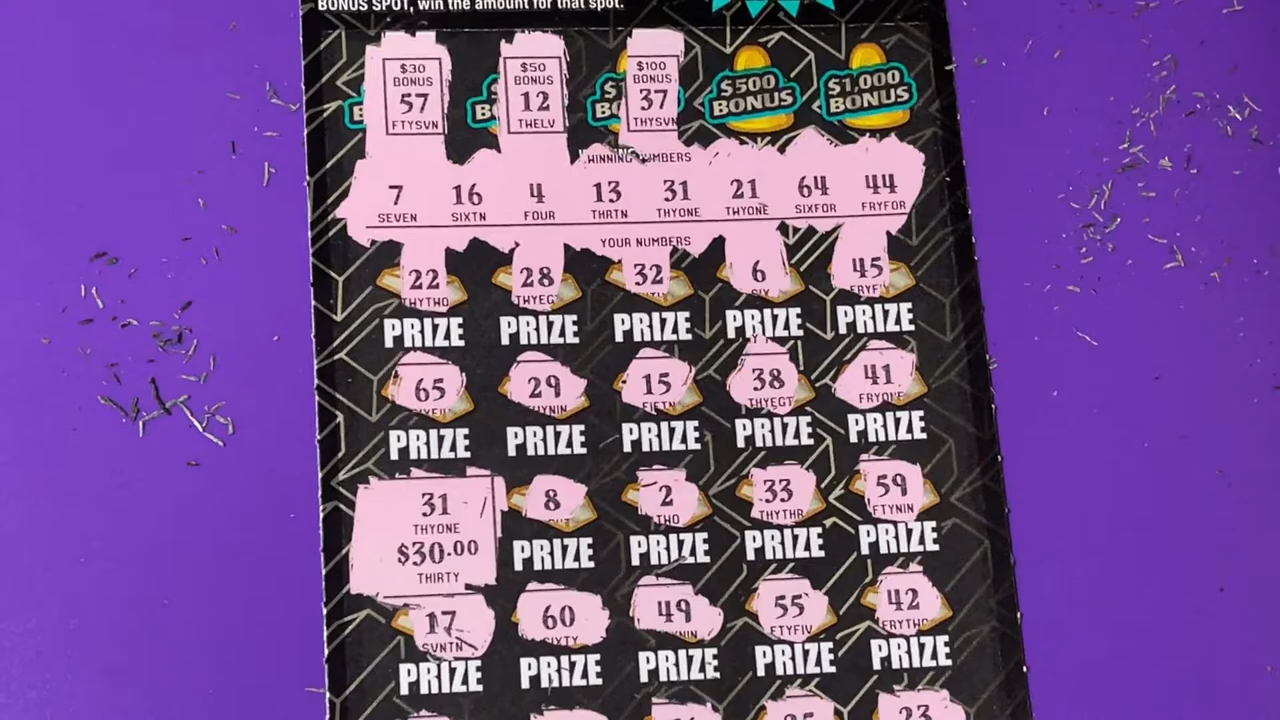 BONUS SPOT, win the amount for that spot.
$30 $50 $100
BONUS BONUS BONUS $500 $1,000
57 12 37 BONUS BONUS
FTYSVN TWELV THYSVN
WINNING NUMBERS
7 16 4 13 31 21 64 44
SEVEN SIXTN FOUR THRTN THYONE TWYONE SIXFOR FRYFOR
YOUR NUMBERS
22 28 32 6 45
TWYTWO TWYEGT SIX
PRIZE PRIZE PRIZE PRIZE PRIZE
65 29 15 38 41
FIFTN THYEGT FRYONE
PRIZE PRIZE PRIZE PRIZE PRIZE
31 8 2 33 59
THYONE TWO THYTHR FTYNIN
$30.00 PRIZE PRIZE PRIZE PRIZE
THIRTY
17 60 49 55 42
SVNTN SIXTY FTYFIV FRYTWO
PRIZE PRIZE PRIZE PRIZE PRIZE
23